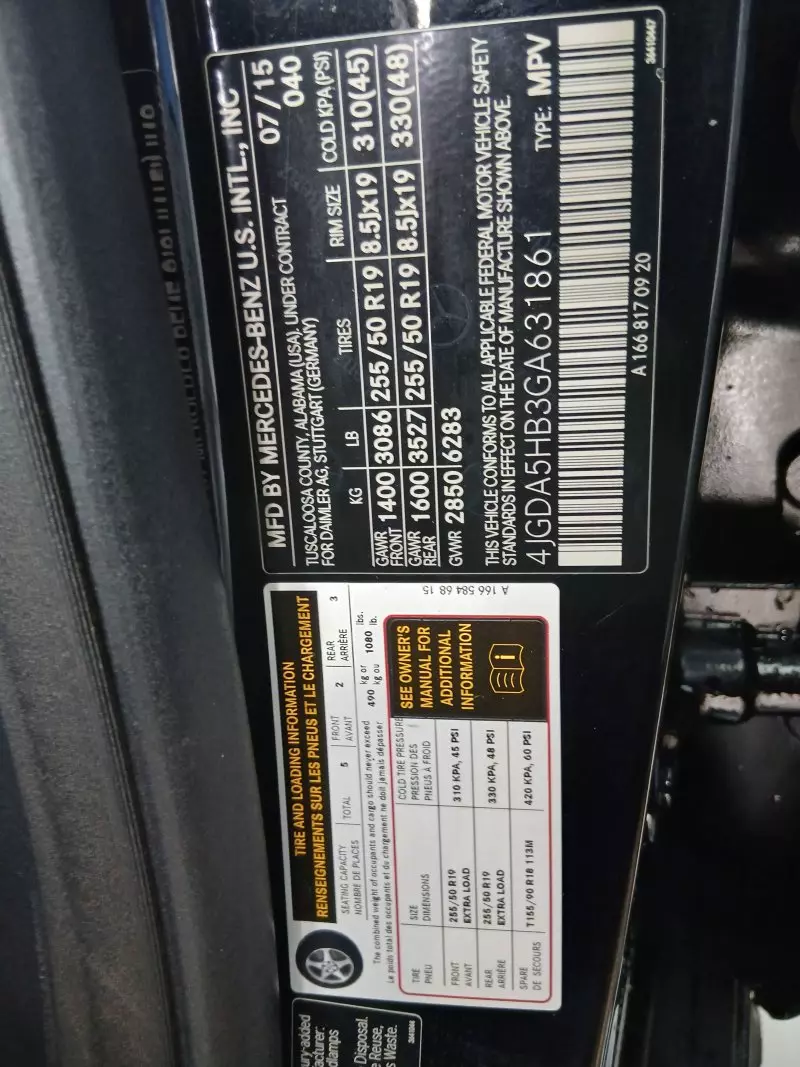 MFD BY MERCEDES-BENZ U.S. INTL., INC
TUSCALOOSA COUNTY, ALABAMA (USA), UNDER CONTRACT 07/15
FOR DAIMLER AG, STUTTGART (GERMANY) 040
KG LB TIRES RIM SIZE COLD KPA (PSI)
GAWR FRONT 1400 3086 255/50 R19 8.5Jx19 310(45)
GAWR REAR 1600 3527 255/50 R19 8.5Jx19 330(48)
GVWR 2850 6283
THIS VEHICLE CONFORMS TO ALL APPLICABLE FEDERAL MOTOR VEHICLE SAFETY
STANDARDS IN EFFECT ON THE DATE OF MANUFACTURE SHOWN ABOVE.
4JGDA5HB3GA631861 TYPE: MPV
A 166 817 09 20
36410447
TIRE AND LOADING INFORMATION
RENSEIGNEMENTS SUR LES PNEUS ET LE CHARGEMENT
SEATING CAPACITY TOTAL 5 FRONT 2 REAR 3
NOMBRE DE PLACES AVANT ARRIÈRE
The combined weight of occupants and cargo should never exceed 490 kg or 1080 lbs.
Le poids total des occupants et du chargement ne doit jamais dépasser kg ou lb.
TIRE SIZE COLD TIRE PRESSURE
PNEU DIMENSIONS PRESSION DES
PNEUS À FROID
FRONT 255/50 R19 310 KPA, 45 PSI
AVANT EXTRA LOAD
REAR 255/50 R19 330 KPA, 48 PSI
ARRIÈRE EXTRA LOAD
SPARE T155/90 R18 113M 420 KPA, 60 PSI
DE SECOURS
SEE OWNER'S
MANUAL FOR
ADDITIONAL
INFORMATION
A 166 584 68 15
ury-added
acturer:
dlamps
Disposal.
e Reuse,
s Waste.